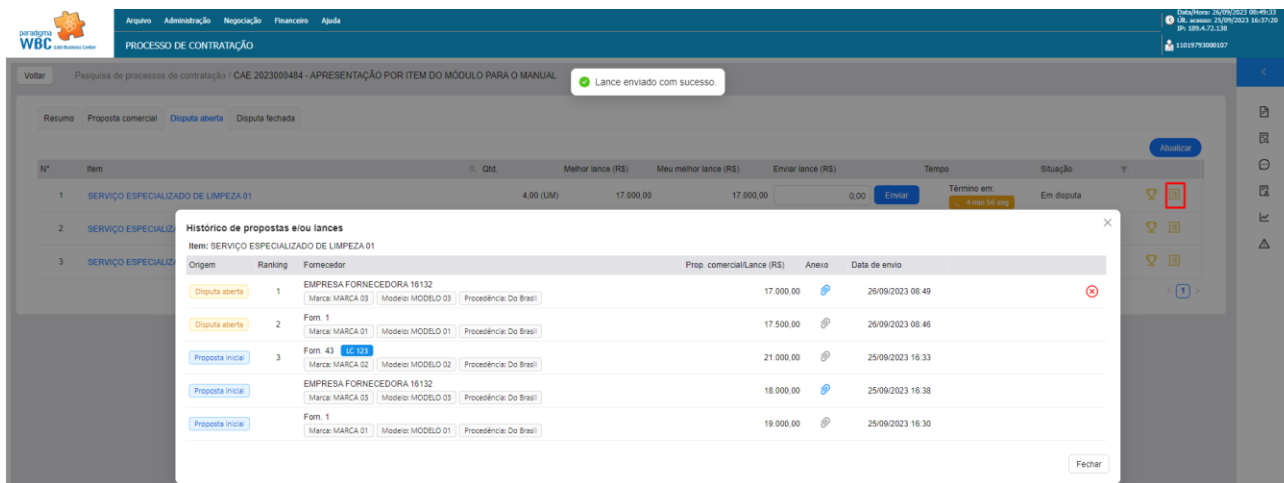 paradigma
WBC Web Business Center
Arquivo Administração Negociação Financeiro Ajuda
PROCESSO DE CONTRATAÇÃO
Data/Hora: 26/09/2023 08:49:33
Últ. acesso: 25/09/2023 16:37:20
IP: 189.4.72.138
11019793000107
Voltar Pesquisa de processos de contratação / CAE 2023000484 - APRESENTAÇÃO POR ITEM DO MÓDULO PARA O MANUAL
Lance enviado com sucesso.
Resumo Proposta comercial Disputa aberta Disputa fechada
Atualizar
N° Item Qtd. Melhor lance (R$) Meu melhor lance (R$) Enviar lance (R$) Tempo Situação
1 SERVIÇO ESPECIALIZADO DE LIMPEZA 01 4,00 (UM) 17.000,00 17.000,00 0,00 Enviar Término em: 4 min 50 seg Em disputa
2 SERVIÇO ESPECIALIZ
3 SERVIÇO ESPECIALIZ
1
Histórico de propostas e/ou lances
Item: SERVIÇO ESPECIALIZADO DE LIMPEZA 01
Origem Ranking Fornecedor Prop. comercial/Lance (R$) Anexo Data de envio
Disputa aberta 1 EMPRESA FORNECEDORA 16132 17.000,00 26/09/2023 08:49
Marca: MARCA 03 Modelo: MODELO 03 Procedência: Do Brasil
Disputa aberta 2 Forn. 1 17.500,00 26/09/2023 08:46
Marca: MARCA 01 Modelo: MODELO 01 Procedência: Do Brasil
Proposta inicial 3 Forn. 43 LC 123 21.000,00 25/09/2023 16:33
Marca: MARCA 02 Modelo: MODELO 02 Procedência: Do Brasil
Proposta inicial EMPRESA FORNECEDORA 16132 18.000,00 25/09/2023 16:38
Marca: MARCA 03 Modelo: MODELO 03 Procedência: Do Brasil
Proposta inicial Forn. 1 19.000,00 25/09/2023 16:30
Marca: MARCA 01 Modelo: MODELO 01 Procedência: Do Brasil
Fechar